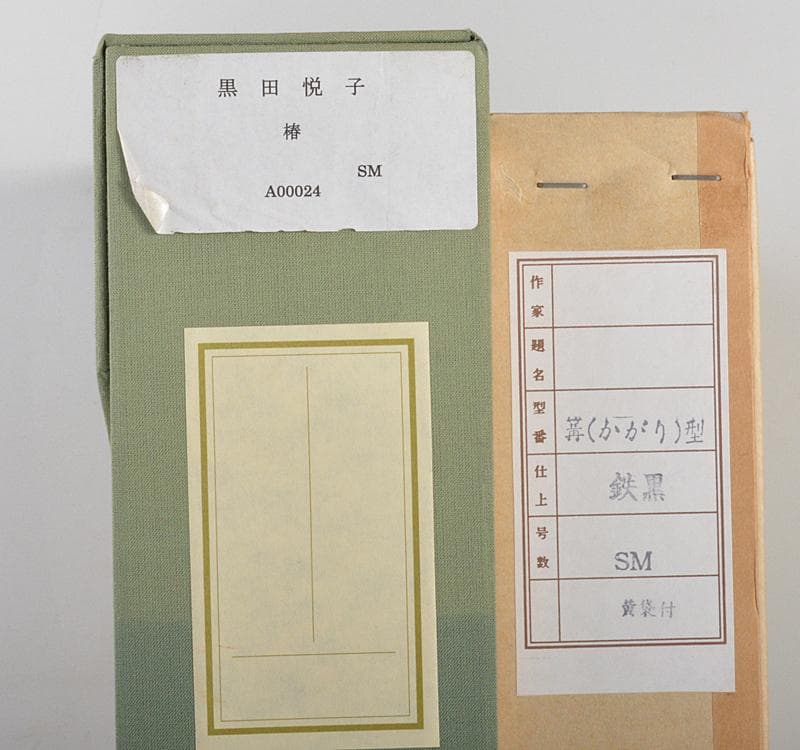 黒田悦子
椿
SM
A00024
作家
題名
型番 篝(かがり)型
仕上 鉄黒
号数 SM
黄袋付